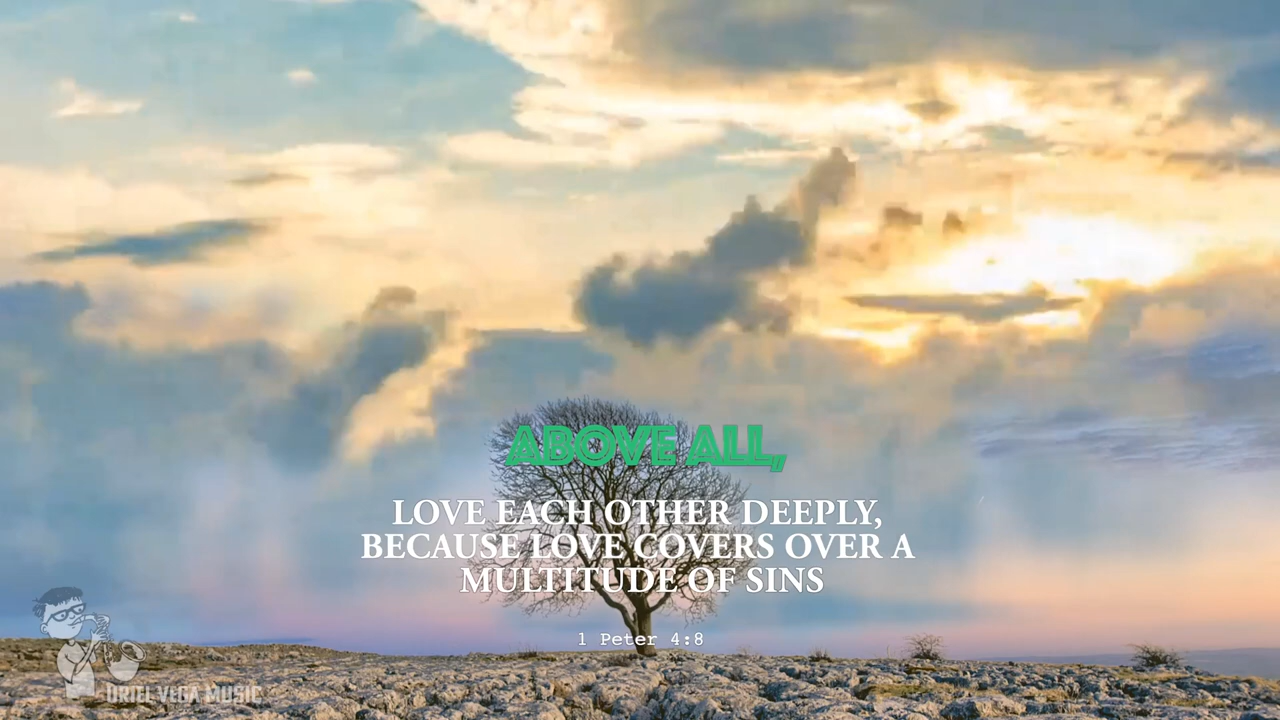 ABOVE ALL,
LOVE EACH OTHER DEEPLY,
BECAUSE LOVE COVERS OVER A
MULTITUDE OF SINS
1 Peter 4:8
ORIEL VEGA MUSIC